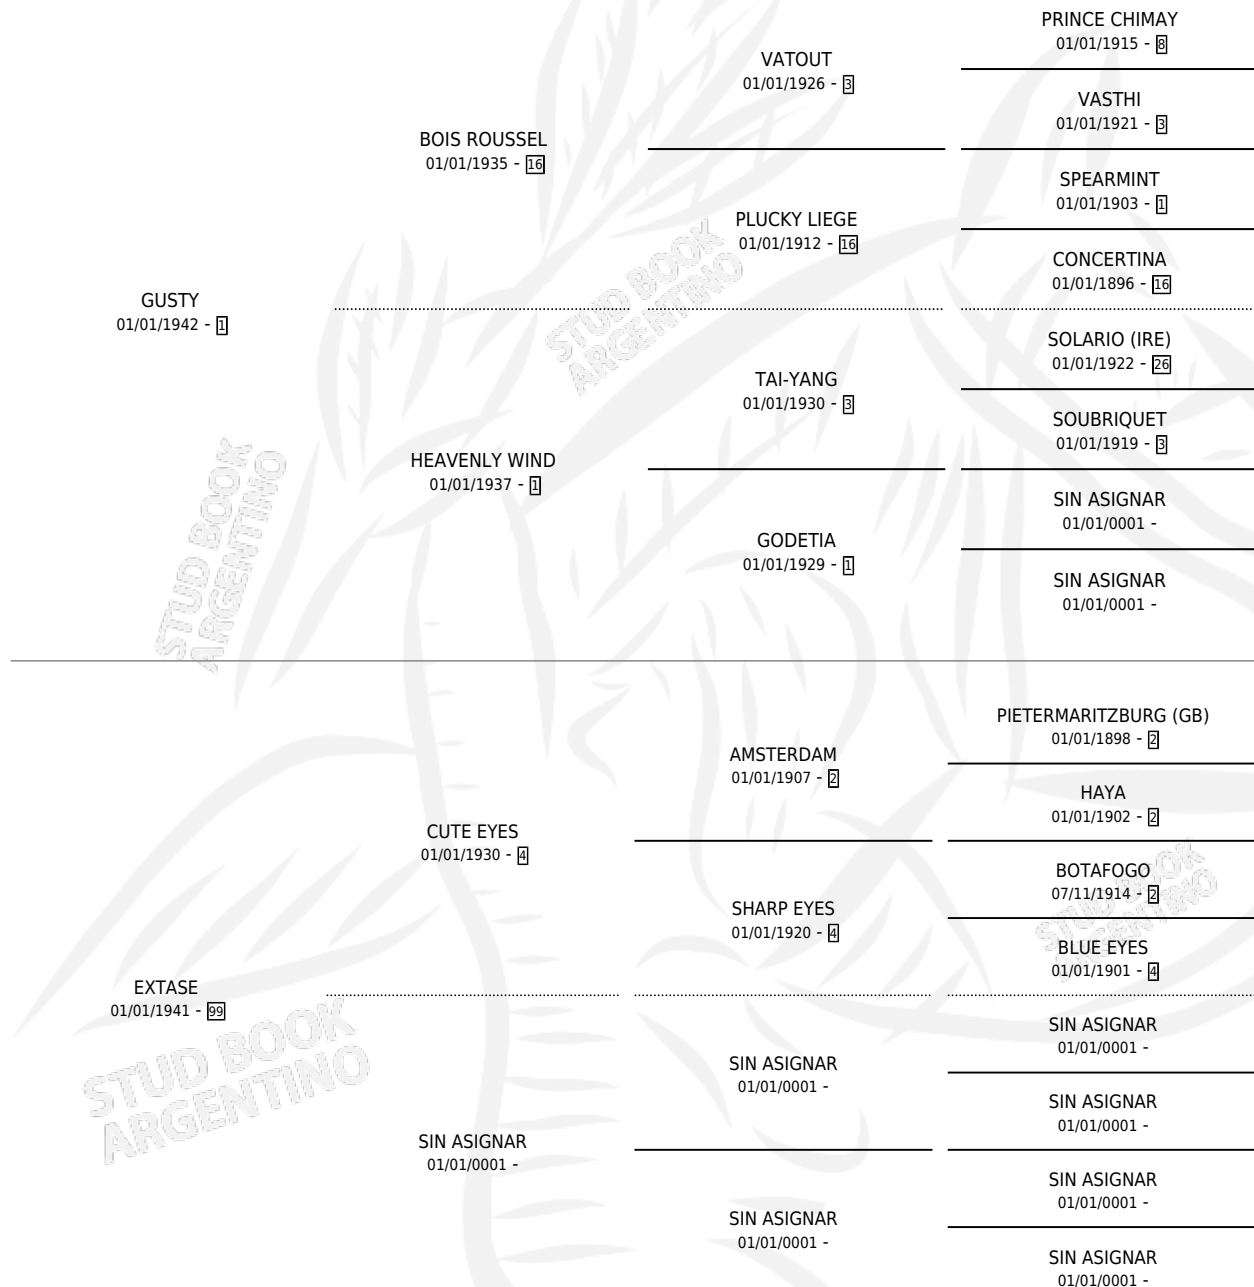 PRINCE CHIMAY
01/01/1915 - 8
VATOUT
01/01/1926 - 3
VASTHI
01/01/1921 - 3
BOIS ROUSSEL
01/01/1935 - 16
SPEARMINT
01/01/1903 - 1
PLUCKY LIEGE
01/01/1912 - 16
CONCERTINA
01/01/1896 - 16
GUSTY
01/01/1942 - 1
STUD BOOK
ARGENTINO
SOLARIO (IRE)
01/01/1922 - 26
TAI-YANG
01/01/1930 - 3
SOUBRIQUET
01/01/1919 - 3
HEAVENLY WIND
01/01/1937 - 1
SIN ASIGNAR
01/01/0001 -
GODETIA
01/01/1929 - 1
SIN ASIGNAR
01/01/0001 -
STUD BOOK
ARGENTINO
PIETERMARITZBURG (GB)
01/01/1898 - 2
AMSTERDAM
01/01/1907 - 2
HAYA
01/01/1902 - 2
CUTE EYES
01/01/1930 - 4
BOTAFOGO
07/11/1914 - 2
SHARP EYES
01/01/1920 - 4
BLUE EYES
01/01/1901 - 4
STUD BOOK
ARGENTINO
EXTASE
01/01/1941 - 99
STUD BOOK
ARGENTINO
SIN ASIGNAR
01/01/0001 -
SIN ASIGNAR
01/01/0001 -
SIN ASIGNAR
01/01/0001 -
SIN ASIGNAR
01/01/0001 -
SIN ASIGNAR
01/01/0001 -
SIN ASIGNAR
01/01/0001 -
SIN ASIGNAR
01/01/0001 -